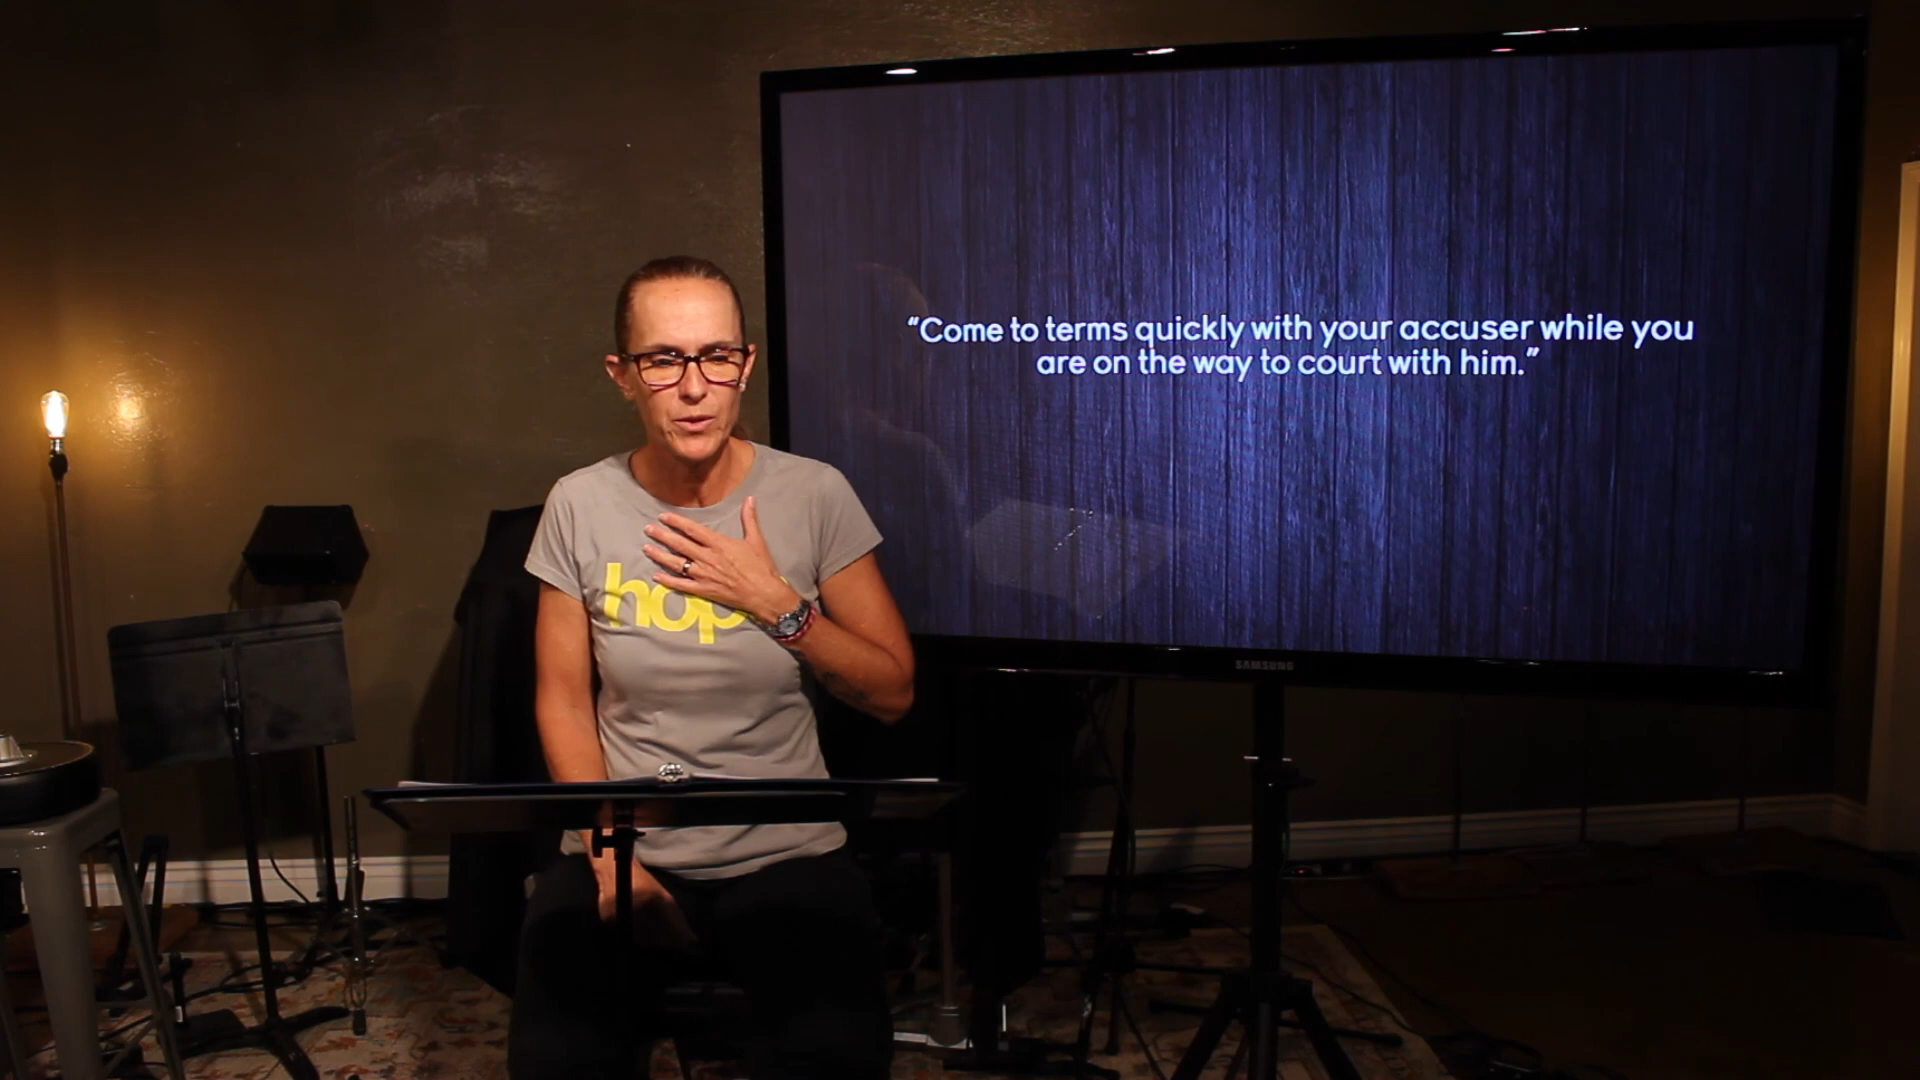 “Come to terms quickly with your accuser while you
are on the way to court with him.”
hop
SAMSUNG